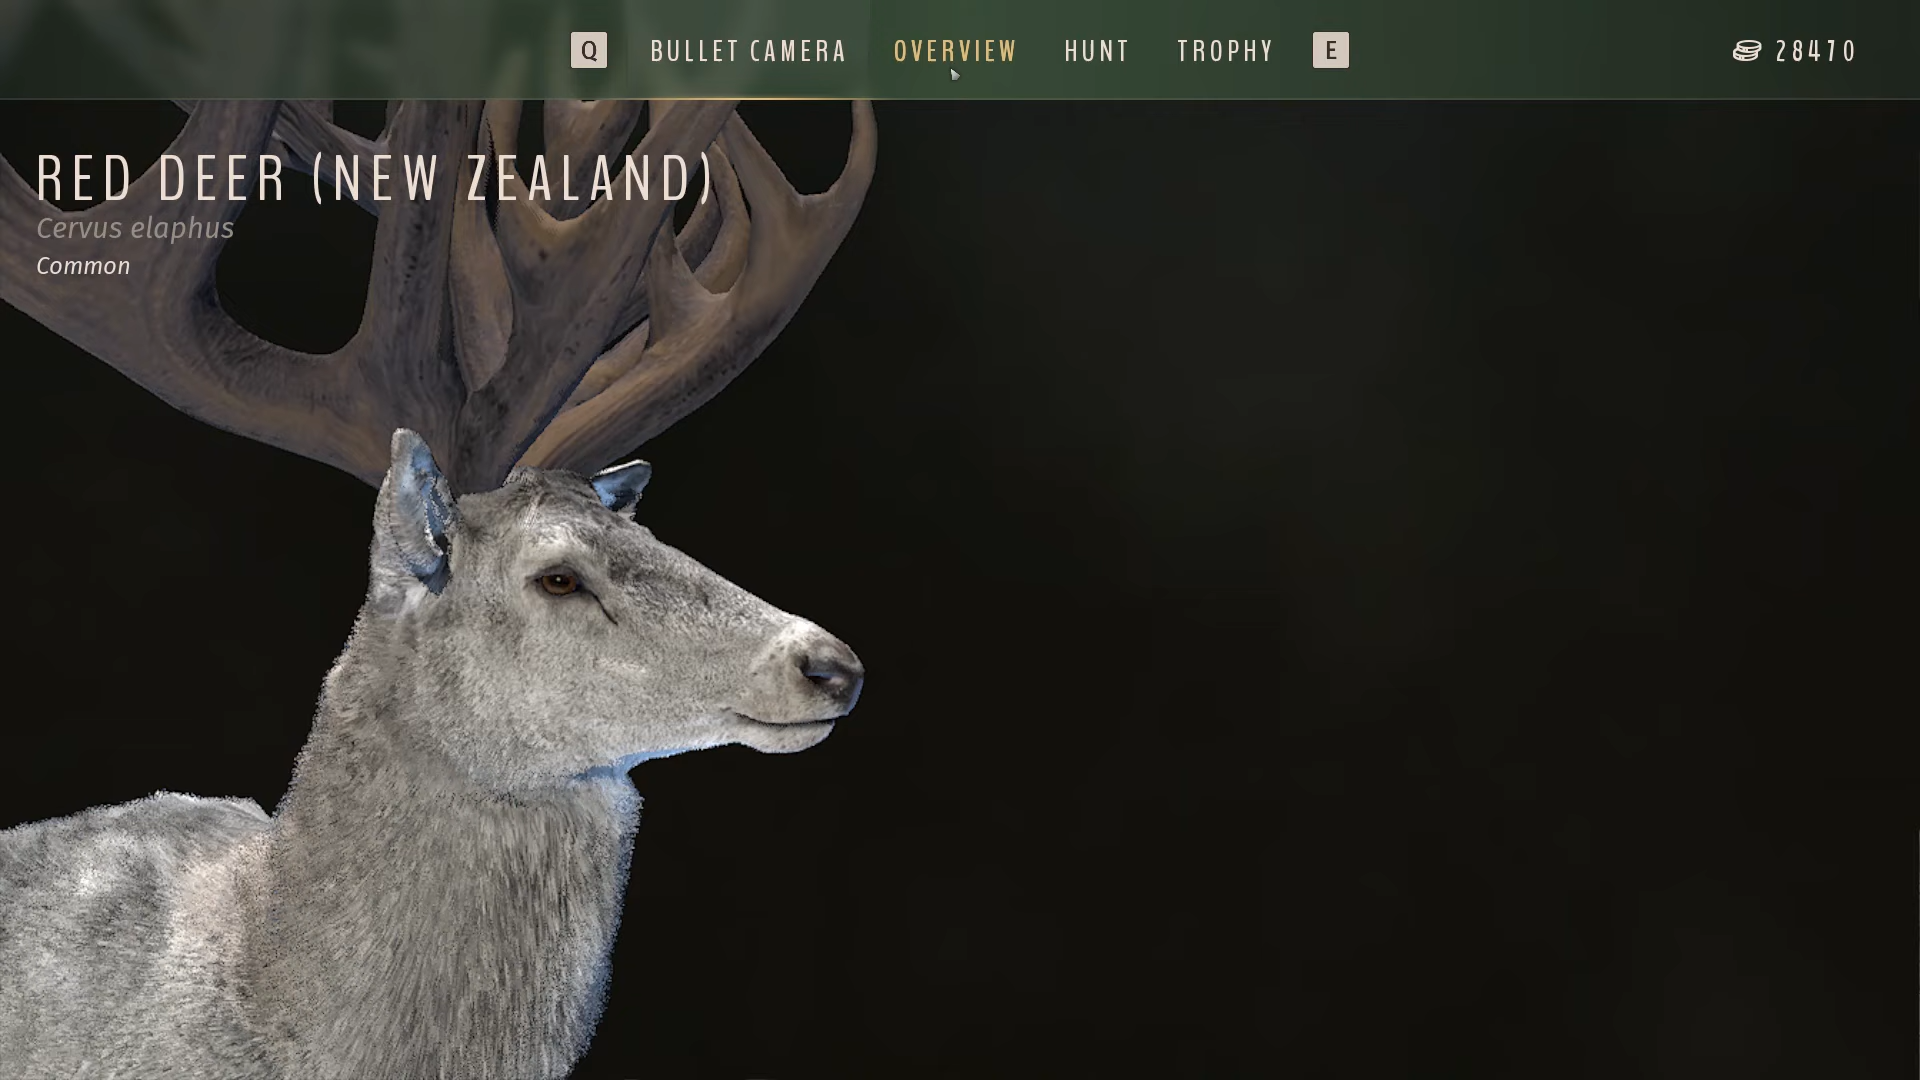 Q BULLET CAMERA OVERVIEW HUNT TROPHY E 28470
RED DEER (NEW ZEALAND)
Cervus elaphus
Common